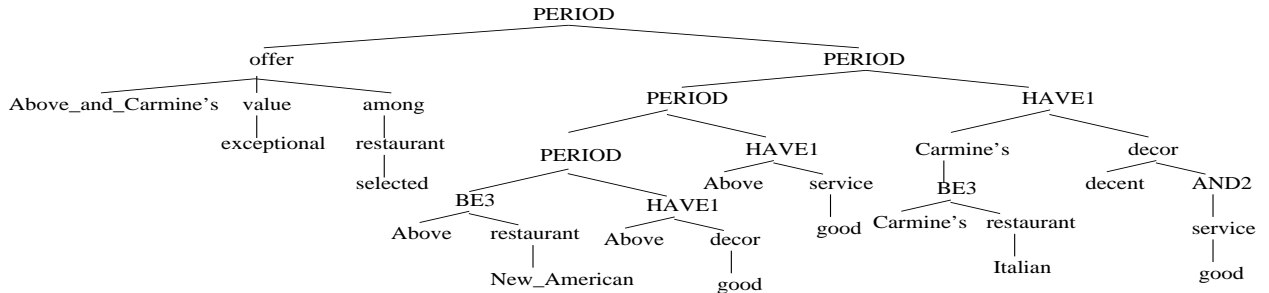 PERIOD
offer PERIOD
Above_and_Carmine's value among PERIOD HAVE1
exceptional restaurant PERIOD HAVE1 Carmine's decor
selected BE3 HAVE1 Above service BE3 decent AND2
Above restaurant Above decor good Carmine's restaurant service
New_American good Italian good